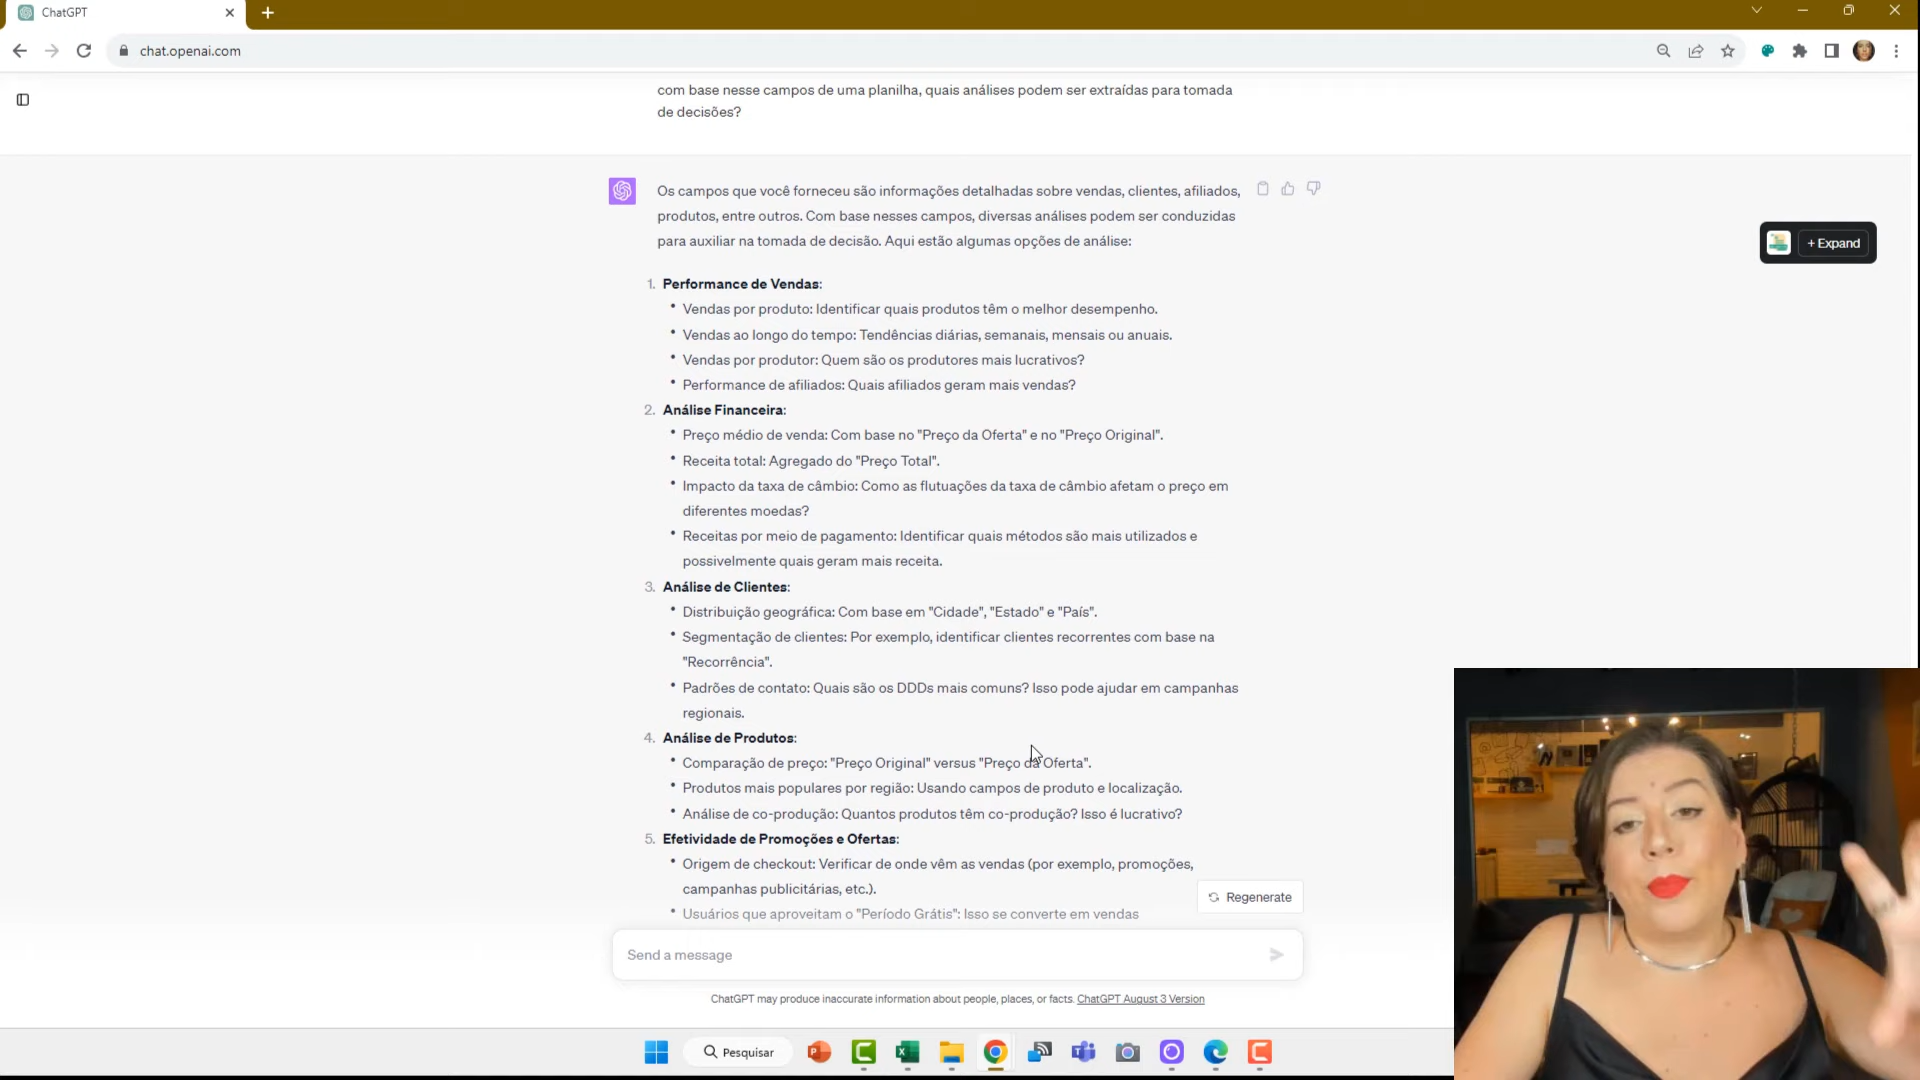 ChatGPT
chat.openai.com
com base nesse campos de uma planilha, quais análises podem ser extraídas para tomada
de decisões?
Os campos que você forneceu são informações detalhadas sobre vendas, clientes, afiliados,
produtos, entre outros. Com base nesses campos, diversas análises podem ser conduzidas
para auxiliar na tomada de decisão. Aqui estão algumas opções de análise:
+ Expand
1. Performance de Vendas:
• Vendas por produto: Identificar quais produtos têm o melhor desempenho.
• Vendas ao longo do tempo: Tendências diárias, semanais, mensais ou anuais.
• Vendas por produtor: Quem são os produtores mais lucrativos?
• Performance de afiliados: Quais afiliados geram mais vendas?
2. Análise Financeira:
• Preço médio de venda: Com base no "Preço da Oferta" e no "Preço Original".
• Receita total: Agregado do "Preço Total".
• Impacto da taxa de câmbio: Como as flutuações da taxa de câmbio afetam o preço em
diferentes moedas?
• Receitas por meio de pagamento: Identificar quais métodos são mais utilizados e
possivelmente quais geram mais receita.
3. Análise de Clientes:
• Distribuição geográfica: Com base em "Cidade", "Estado" e "País".
• Segmentação de clientes: Por exemplo, identificar clientes recorrentes com base na
"Recorrência".
• Padrões de contato: Quais são os DDDs mais comuns? Isso pode ajudar em campanhas
regionais.
4. Análise de Produtos:
• Comparação de preço: "Preço Original" versus "Preço da Oferta".
• Produtos mais populares por região: Usando campos de produto e localização.
• Análise de co-produção: Quantos produtos têm co-produção? Isso é lucrativo?
5. Efetividade de Promoções e Ofertas:
• Origem de checkout: Verificar de onde vêm as vendas (por exemplo, promoções,
campanhas publicitárias, etc.).
• Usuários que aproveitam o "Período Grátis": Isso se converte em vendas
Regenerate
Send a message
ChatGPT may produce inaccurate information about people, places, or facts. ChatGPT August 3 Version
Pesquisar